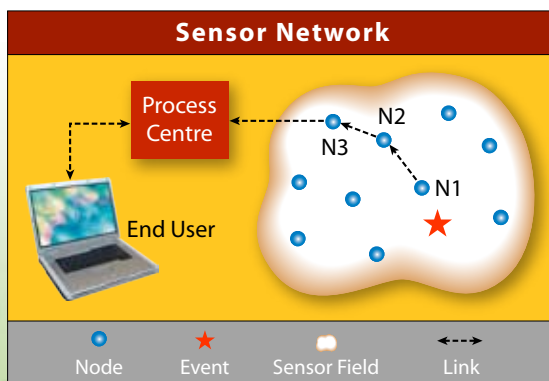 Sensor Network
Process
Centre
N2
N3
N1
End User
Node
Event
Sensor Field
Link